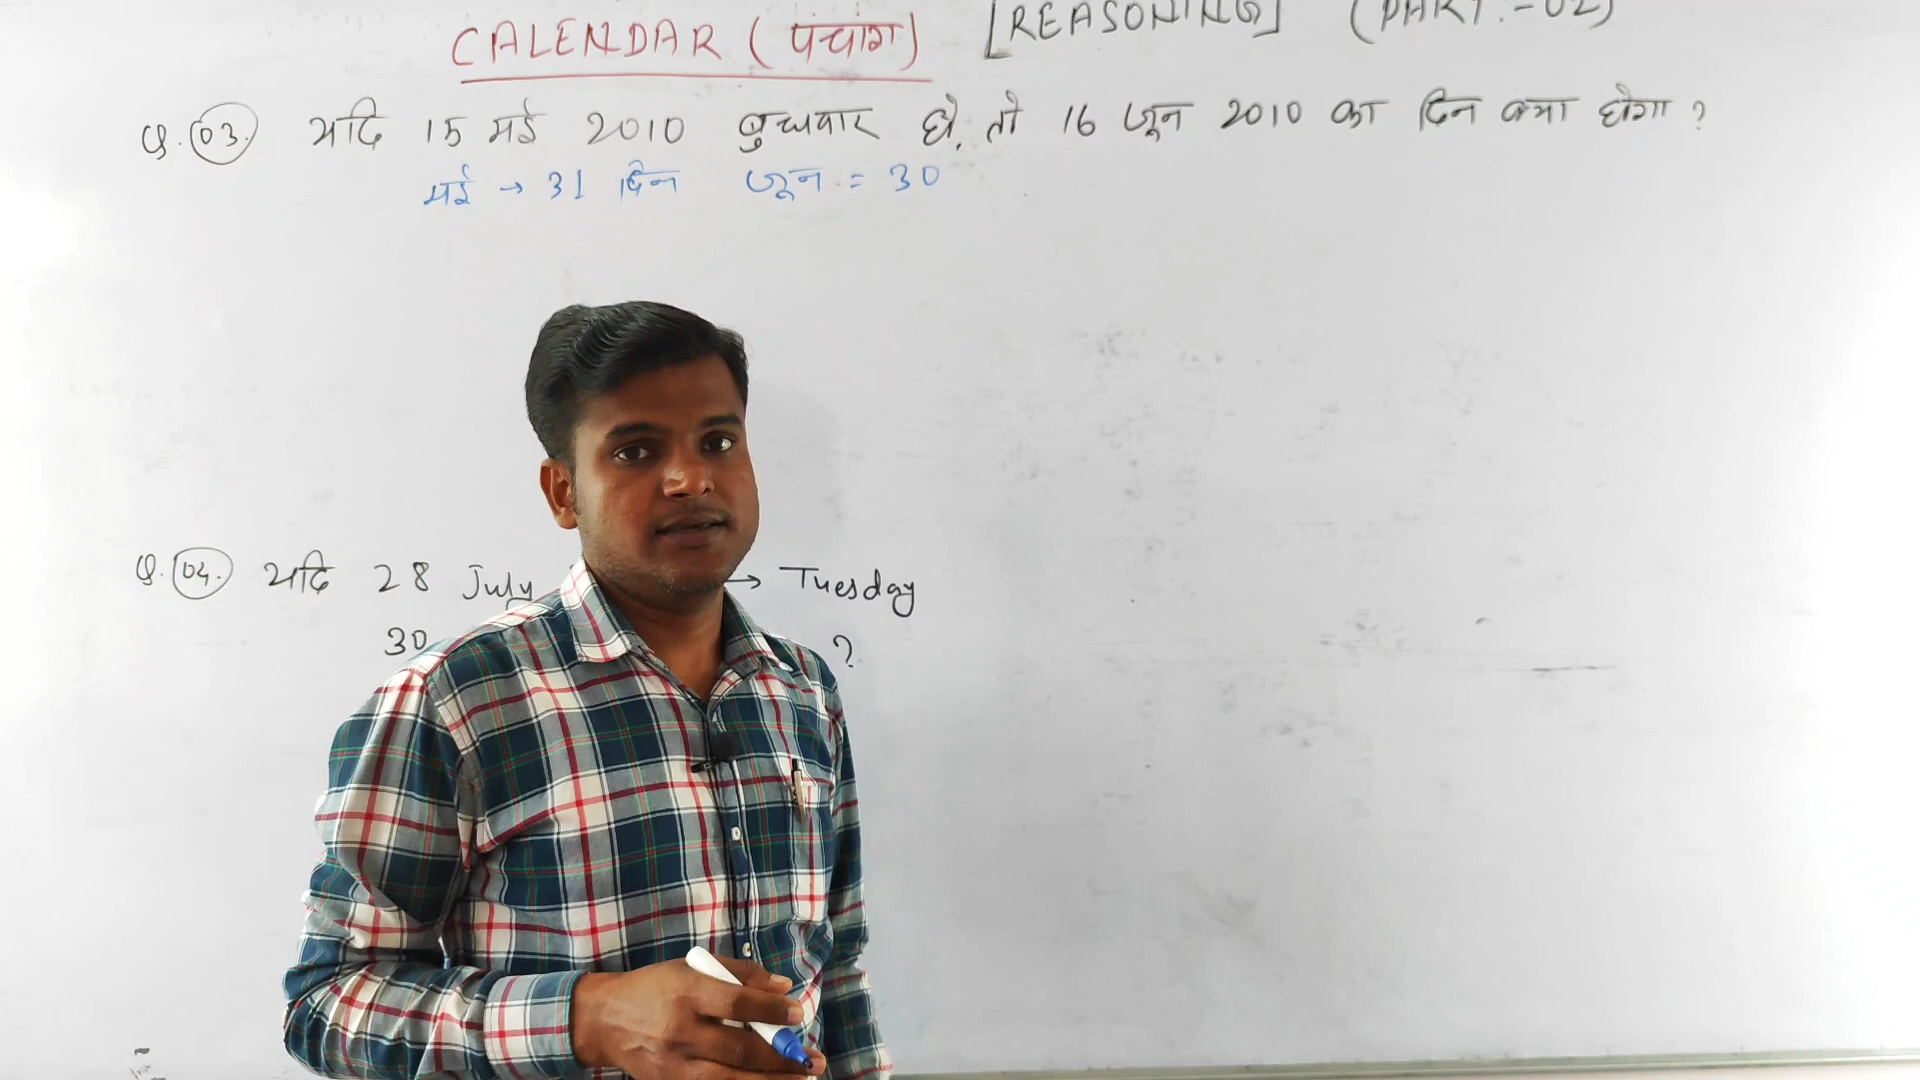 CALENDAR (पंचांग) [REASONING] (PART:-02)
Q.03. यदि 15 मई 2010 बुधवार हो, तो 16 जून 2010 का दिन क्या होगा ?
मई → 31 दिन जून = 30
Q.04. यदि 28 July → Tuesday
30 ?